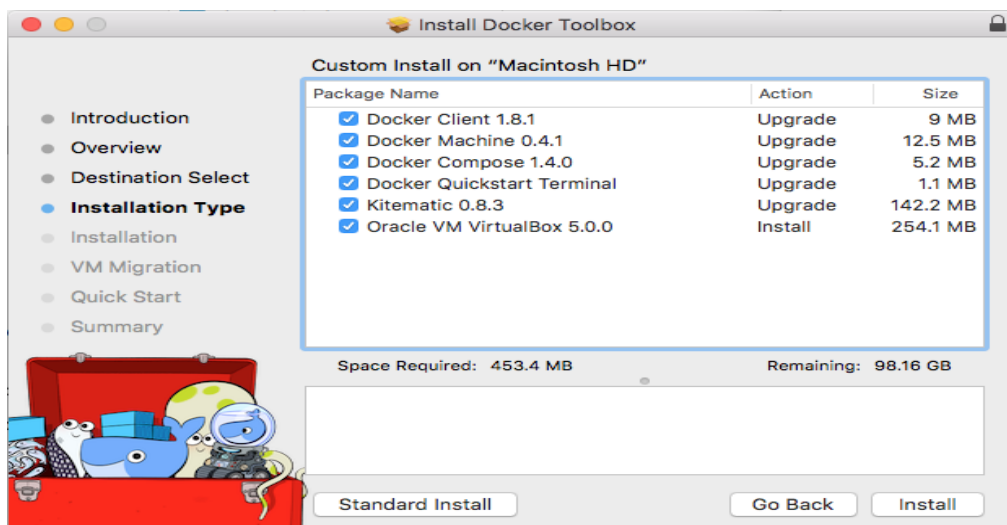 Install Docker Toolbox
Custom Install on "Macintosh HD"
Package Name Action Size
Docker Client 1.8.1 Upgrade 9 MB
Docker Machine 0.4.1 Upgrade 12.5 MB
Docker Compose 1.4.0 Upgrade 5.2 MB
Docker Quickstart Terminal Upgrade 1.1 MB
Kitematic 0.8.3 Upgrade 142.2 MB
Oracle VM VirtualBox 5.0.0 Install 254.1 MB
Introduction
Overview
Destination Select
Installation Type
Installation
VM Migration
Quick Start
Summary
Space Required: 453.4 MB Remaining: 98.16 GB
Standard Install Go Back Install